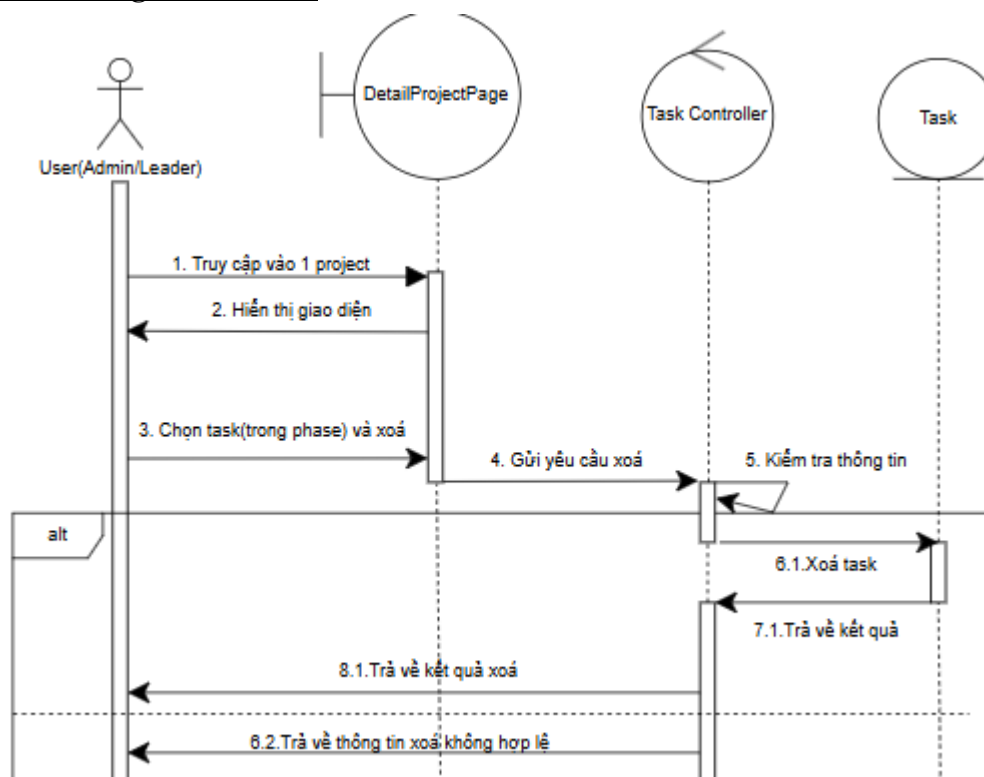 DetailProjectPage
Task Controller
Task
User(Admin/Leader)
1. Truy cập vào 1 project
2. Hiển thị giao diện
3. Chọn task(trong phase) và xoá
4. Gửi yêu cầu xoá
5. Kiểm tra thông tin
alt
6.1.Xoá task
7.1.Trả về kết quả
8.1.Trả về kết quả xoá
6.2.Trả về thông tin xoá không hợp lệ